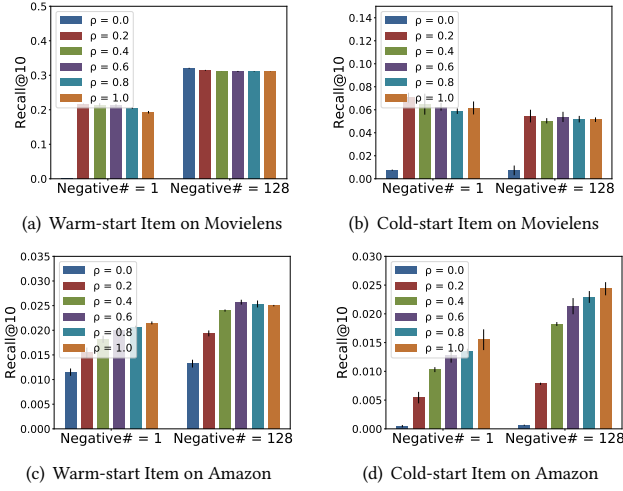 0.5
0.4
0.3
0.2
0.1
0.0
Recall@10
ρ = 0.0
ρ = 0.2
ρ = 0.4
ρ = 0.6
ρ = 0.8
ρ = 1.0
Negative# = 1 Negative# = 128
(a) Warm-start Item on Movielens
0.14
0.12
0.10
0.08
0.06
0.04
0.02
0.00
Recall@10
ρ = 0.0
ρ = 0.2
ρ = 0.4
ρ = 0.6
ρ = 0.8
ρ = 1.0
Negative# = 1 Negative# = 128
(b) Cold-start Item on Movielens
0.035
0.030
0.025
0.020
0.015
0.010
0.005
0.000
Recall@10
ρ = 0.0
ρ = 0.2
ρ = 0.4
ρ = 0.6
ρ = 0.8
ρ = 1.0
Negative# = 1 Negative# = 128
(c) Warm-start Item on Amazon
0.030
0.025
0.020
0.015
0.010
0.005
0.000
Recall@10
ρ = 0.0
ρ = 0.2
ρ = 0.4
ρ = 0.6
ρ = 0.8
ρ = 1.0
Negative# = 1 Negative# = 128
(d) Cold-start Item on Amazon